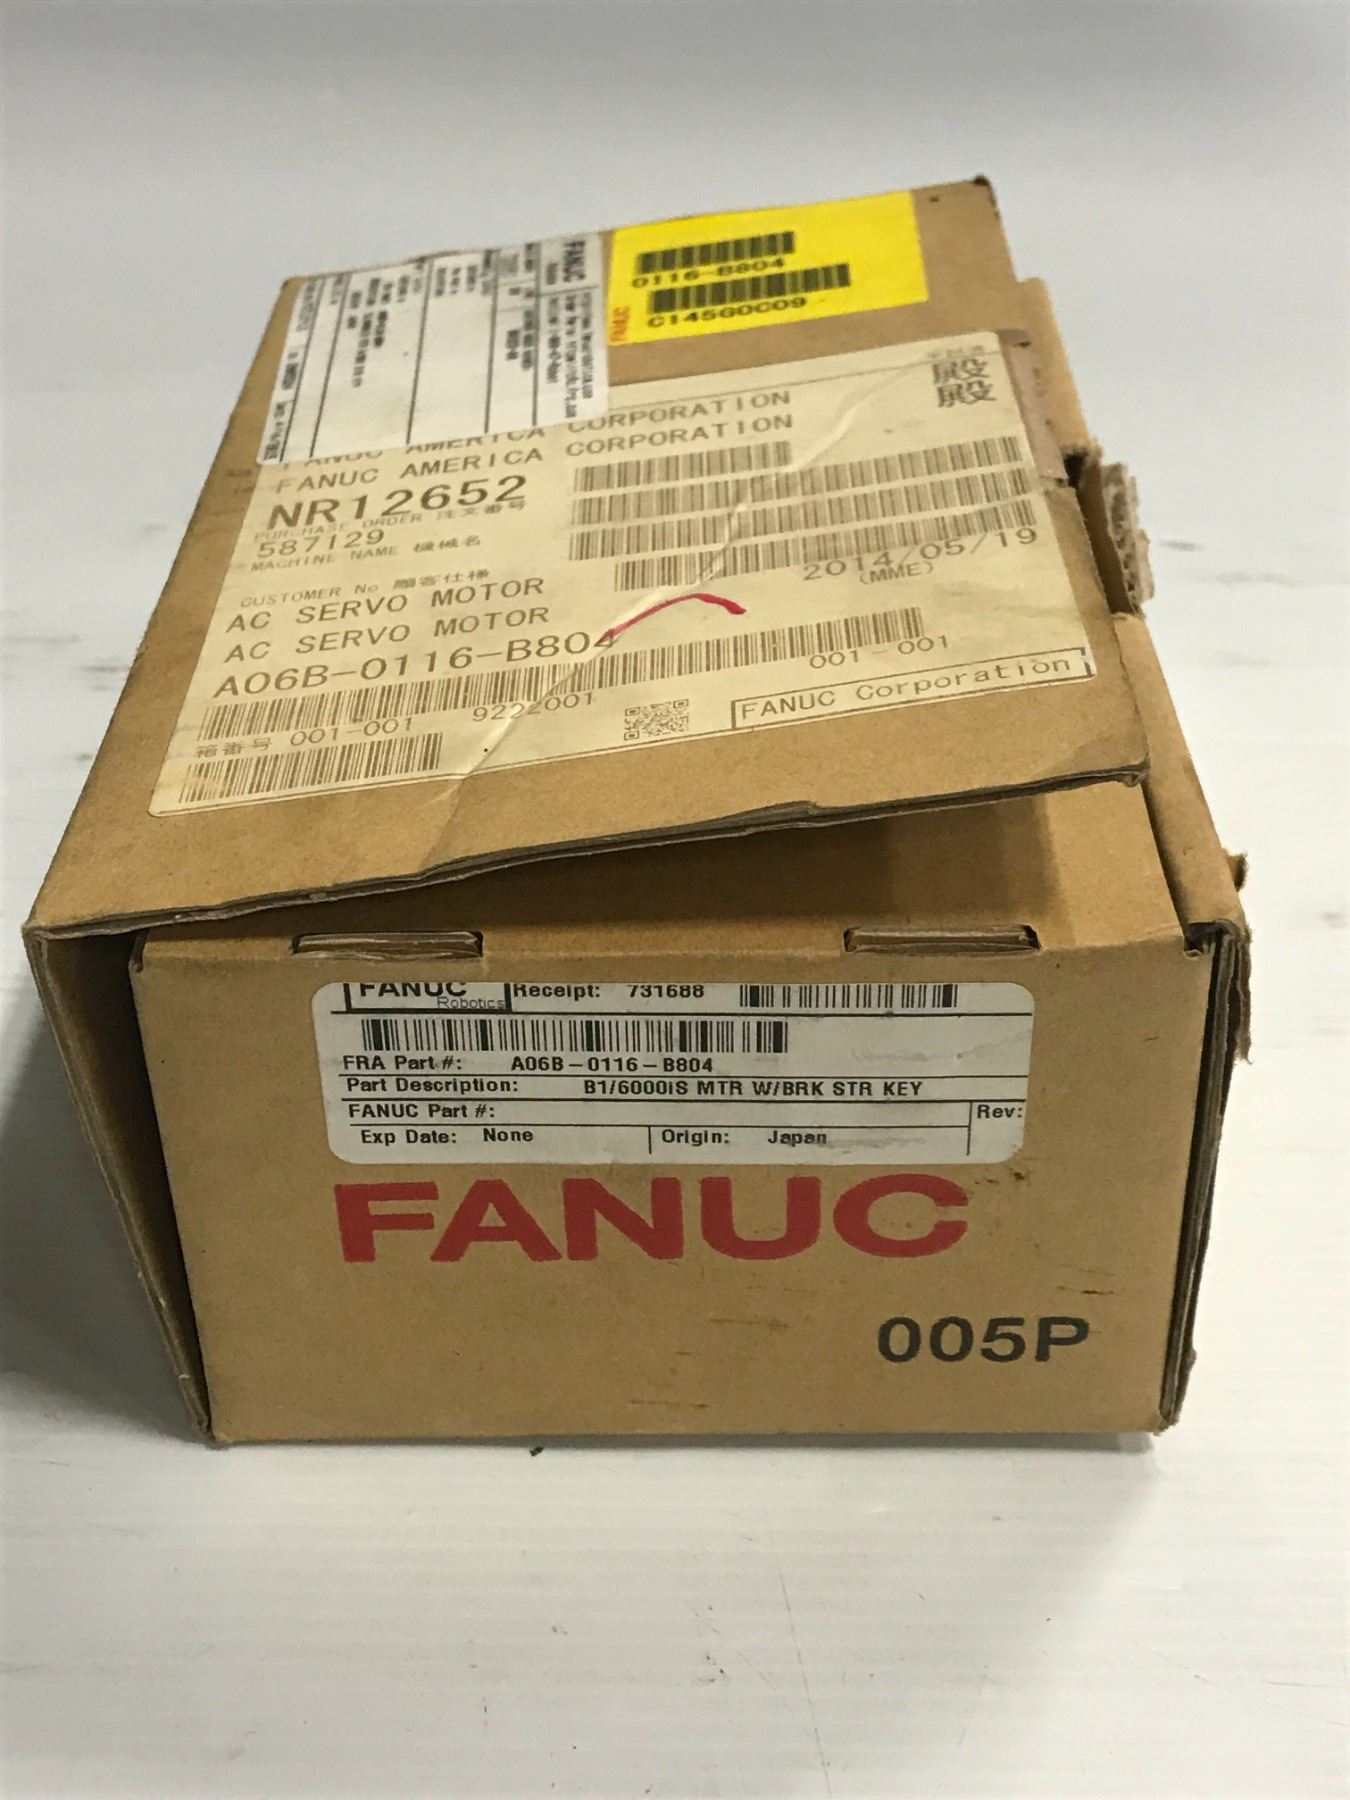 0116-B804
C145G0C09
FANUC
FANUC
殿
殿
FANUC AMERICA CORPORATION
FANUC AMERICA CORPORATION
NR12652
PURCHASE ORDER 注文番号
587129
MACHINE NAME 機械名
2014/05/19
(MME)
CUSTOMER No 顧客仕様
AC SERVO MOTOR
AC SERVO MOTOR
A06B-0116-B804
001-001
9222001
箱番号 001-001
FANUC Corporation
FANUC Robotics
Receipt: 731688
FRA Part #: A06B-0116-B804
Part Description: B1/6000iS MTR W/BRK STR KEY
FANUC Part #:
Rev:
Exp Date: None
Origin: Japan
FANUC
005P